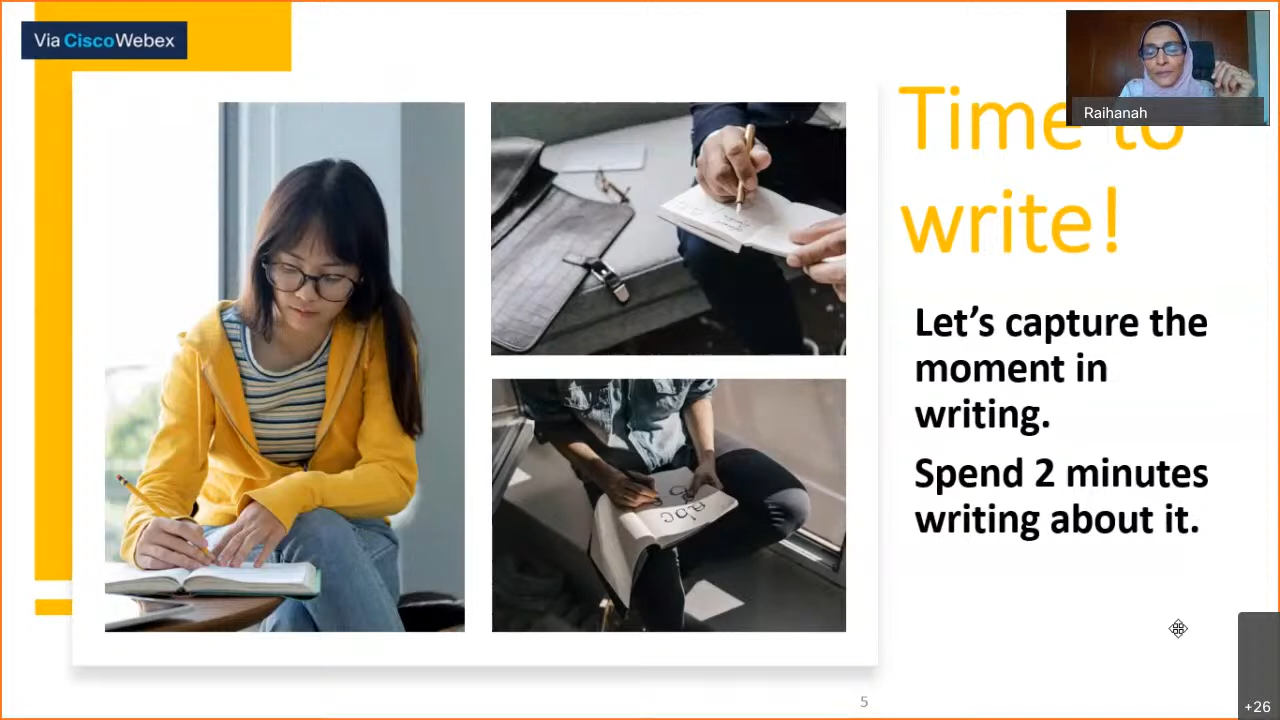 Via CiscoWebex
Raihanah
Time to
write!
Let’s capture the
moment in
writing.
Spend 2 minutes
writing about it.
5
+26